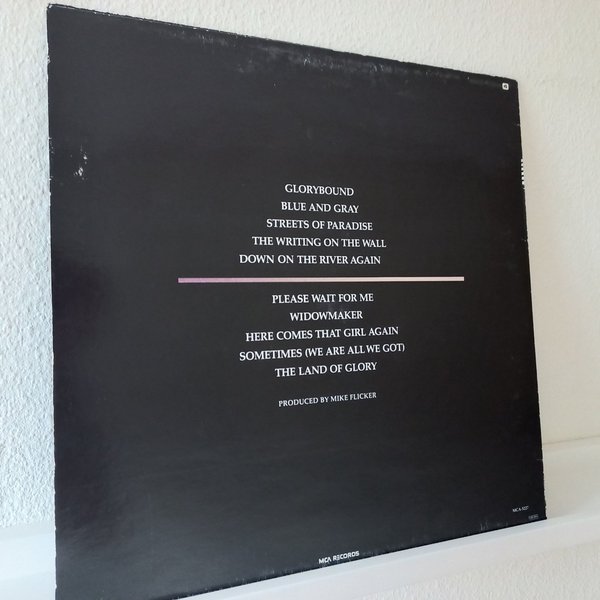 GLORYBOUND
BLUE AND GRAY
STREETS OF PARADISE
THE WRITING ON THE WALL
DOWN ON THE RIVER AGAIN
PLEASE WAIT FOR ME
WIDOWMAKER
HERE COMES THAT GIRL AGAIN
SOMETIMES (WE ARE ALL WE GOT)
THE LAND OF GLORY
PRODUCED BY MIKE FLICKER
MCA RECORDS